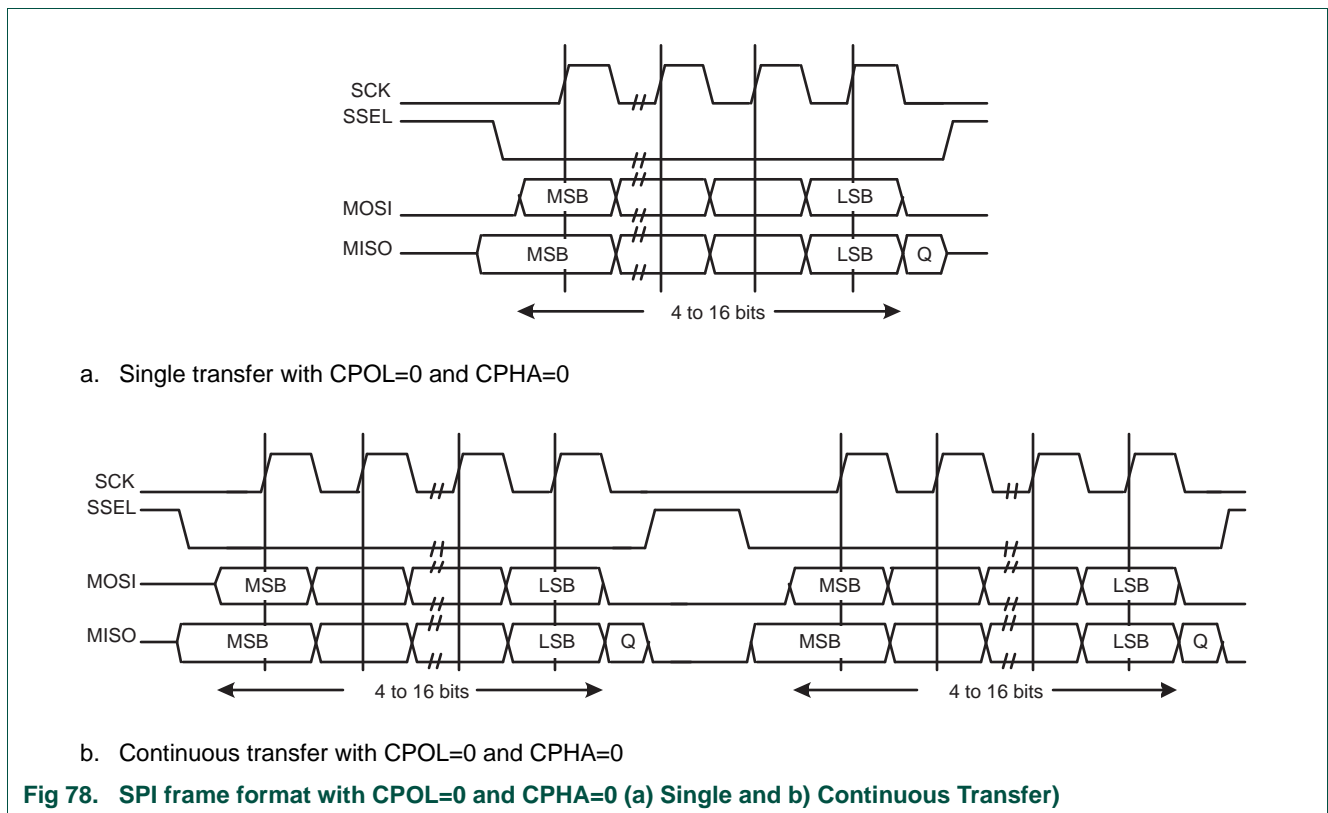 SCK
SSEL
MOSI
MSB
LSB
MISO
MSB
LSB
Q
4 to 16 bits
a. Single transfer with CPOL=0 and CPHA=0
SCK
SSEL
MOSI
MSB
LSB
MSB
LSB
MISO
MSB
LSB
Q
MSB
LSB
Q
4 to 16 bits
4 to 16 bits
b. Continuous transfer with CPOL=0 and CPHA=0
Fig 78. SPI frame format with CPOL=0 and CPHA=0 (a) Single and b) Continuous Transfer)